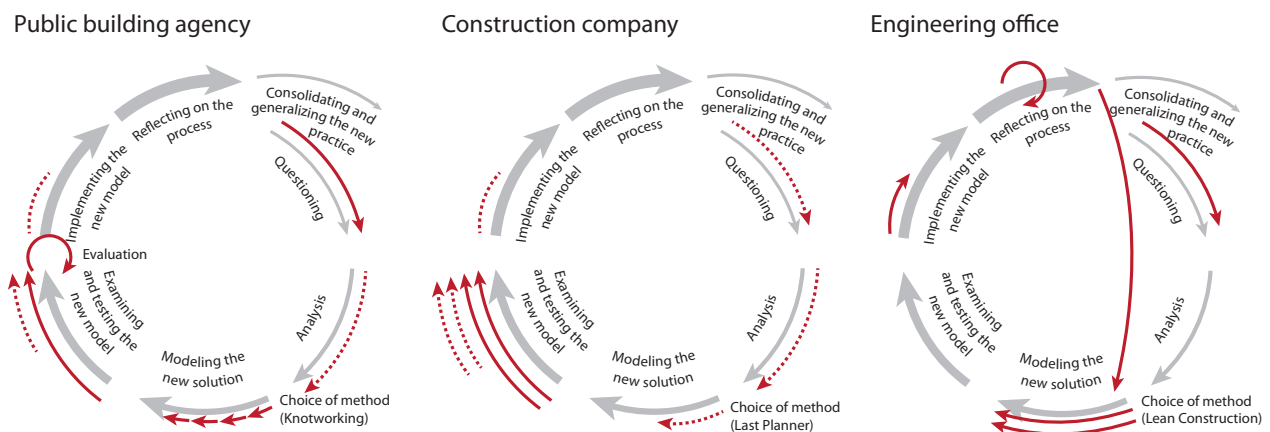 Public building agency
Construction company
Engineering office
Consolidating and
generalizing the new
practice
Reflecting on the
process
Questioning
Implementing the
new model
Evaluation
Examining
and testing the
new model
Analysis
Modeling the
new solution
Choice of method
(Knotworking)
Consolidating and
generalizing the new
practice
Reflecting on the
process
Questioning
Implementing the
new model
Examining
and testing the
new model
Analysis
Modeling the
new solution
Choice of method
(Last Planner)
Consolidating and
generalizing the new
practice
Reflecting on the
process
Questioning
Implementing the
new model
Examining
and testing the
new model
Analysis
Modeling the
new solution
Choice of method
(Lean Construction)